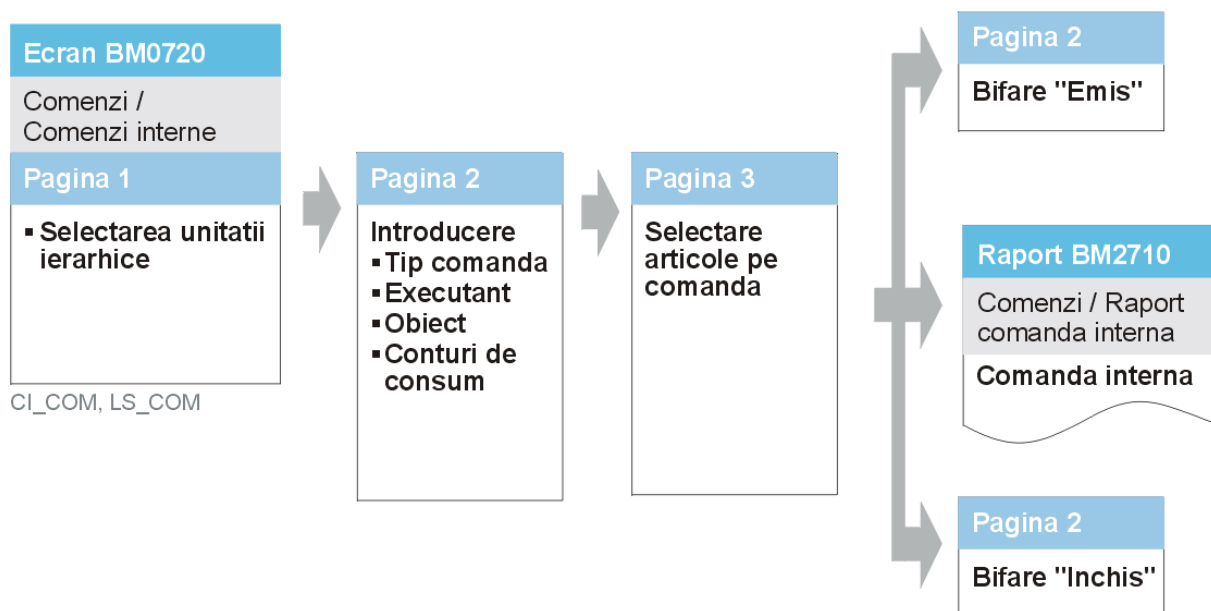 Ecran BM0720
Comenzi /
Comenzi interne
Pagina 1
▪ Selectarea unitatii
ierarhice
CI_COM, LS_COM
Pagina 2
Introducere
▪ Tip comanda
▪ Executant
▪ Obiect
▪ Conturi de
consum
Pagina 3
Selectare
articole pe
comanda
Pagina 2
Bifare "Emis"
Raport BM2710
Comenzi / Raport
comanda interna
Comanda interna
Pagina 2
Bifare "Inchis"